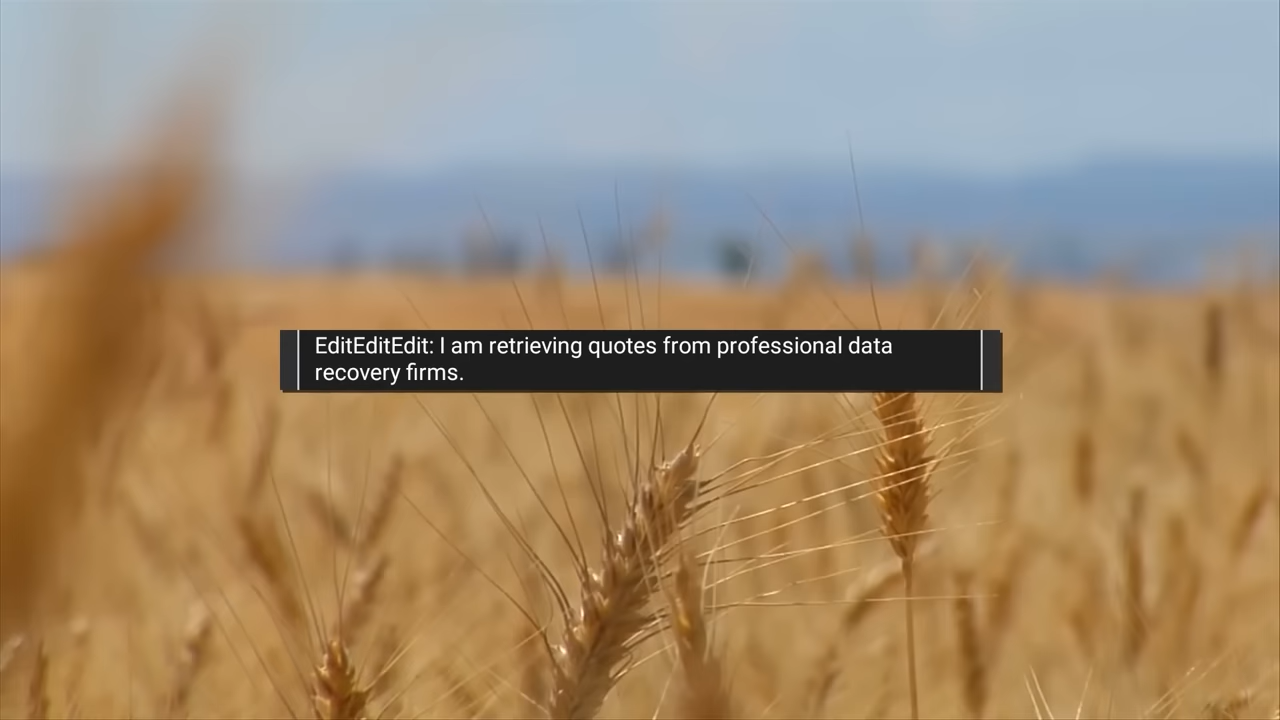 EditEditEdit: I am retrieving quotes from professional data
recovery firms.